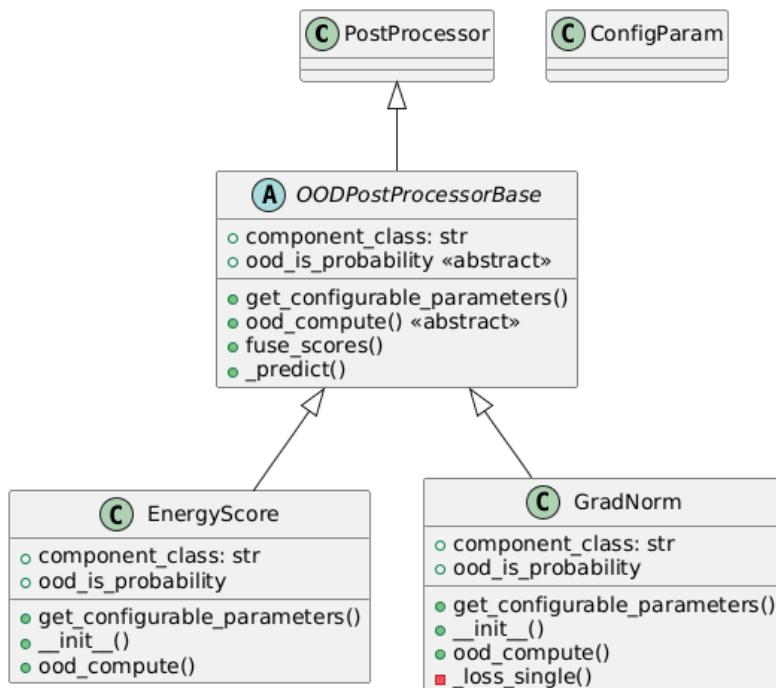 C PostProcessor
C ConfigParam
A OODPostProcessorBase
component_class: str
ood_is_probability «abstract»
get_configurable_parameters()
ood_compute() «abstract»
fuse_scores()
_predict()
C EnergyScore
component_class: str
ood_is_probability
get_configurable_parameters()
__init__()
ood_compute()
C GradNorm
component_class: str
ood_is_probability
get_configurable_parameters()
__init__()
ood_compute()
_loss_single()